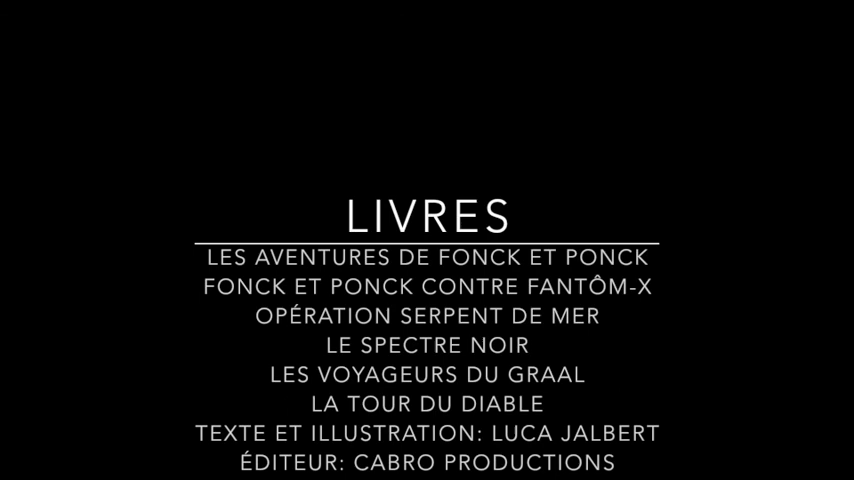 LIVRES
LES AVENTURES DE FONCK ET PONCK
FONCK ET PONCK CONTRE FANTÔM-X
OPÉRATION SERPENT DE MER
LE SPECTRE NOIR
LES VOYAGEURS DU GRAAL
LA TOUR DU DIABLE
TEXTE ET ILLUSTRATION: LUCA JALBERT
ÉDITEUR: CABRO PRODUCTIONS